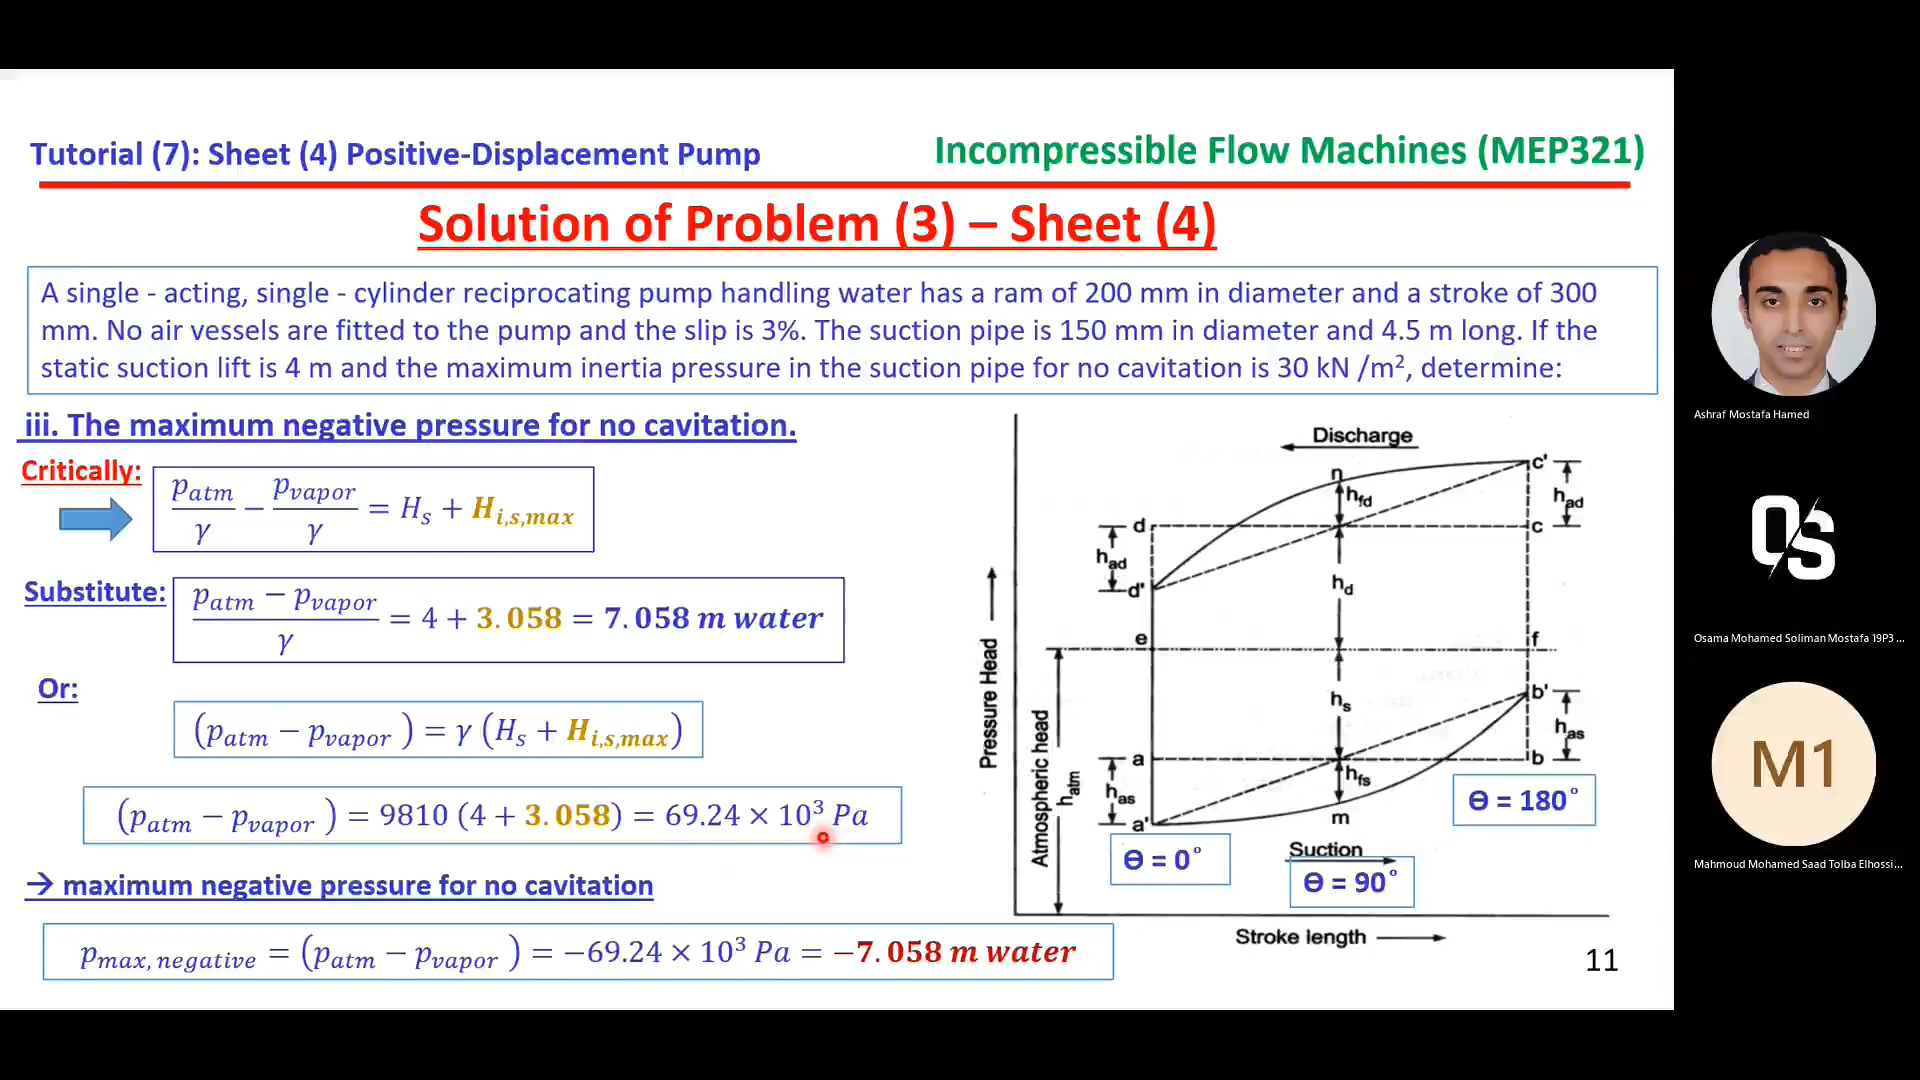 Tutorial (7): Sheet (4) Positive-Displacement Pump
Incompressible Flow Machines (MEP321)
Solution of Problem (3) – Sheet (4)
A single - acting, single - cylinder reciprocating pump handling water has a ram of 200 mm in diameter and a stroke of 300
mm. No air vessels are fitted to the pump and the slip is 3%. The suction pipe is 150 mm in diameter and 4.5 m long. If the
static suction lift is 4 m and the maximum inertia pressure in the suction pipe for no cavitation is 30 kN /m², determine:
iii. The maximum negative pressure for no cavitation.
Critically:
p_atm/γ − p_vapor/γ = H_s + H_i,s,max
Substitute:
(p_atm − p_vapor)/γ = 4 + 3.058 = 7.058 m water
Or:
(p_atm − p_vapor ) = γ (H_s + H_i,s,max)
(p_atm − p_vapor ) = 9810 (4 + 3.058) = 69.24 × 10³ Pa
→ maximum negative pressure for no cavitation
p_max,negative = (p_atm − p_vapor ) = −69.24 × 10³ Pa = −7.058 m water
Discharge
n
c'
h_fd
h_ad
d
c
h_ad
d'
h_d
e
f
Pressure Head
Atmospheric head
h_atm
h_s
b'
h_as
a
b
h_fs
h_as
a'
m
Θ = 180°
Θ = 0°
Suction
Θ = 90°
Stroke length
11
Ashraf Mostafa Hamed
OS
Osama Mohamed Soliman Mostafa 19P3 ...
M1
Mahmoud Mohamed Saad Tolba Elhossi...